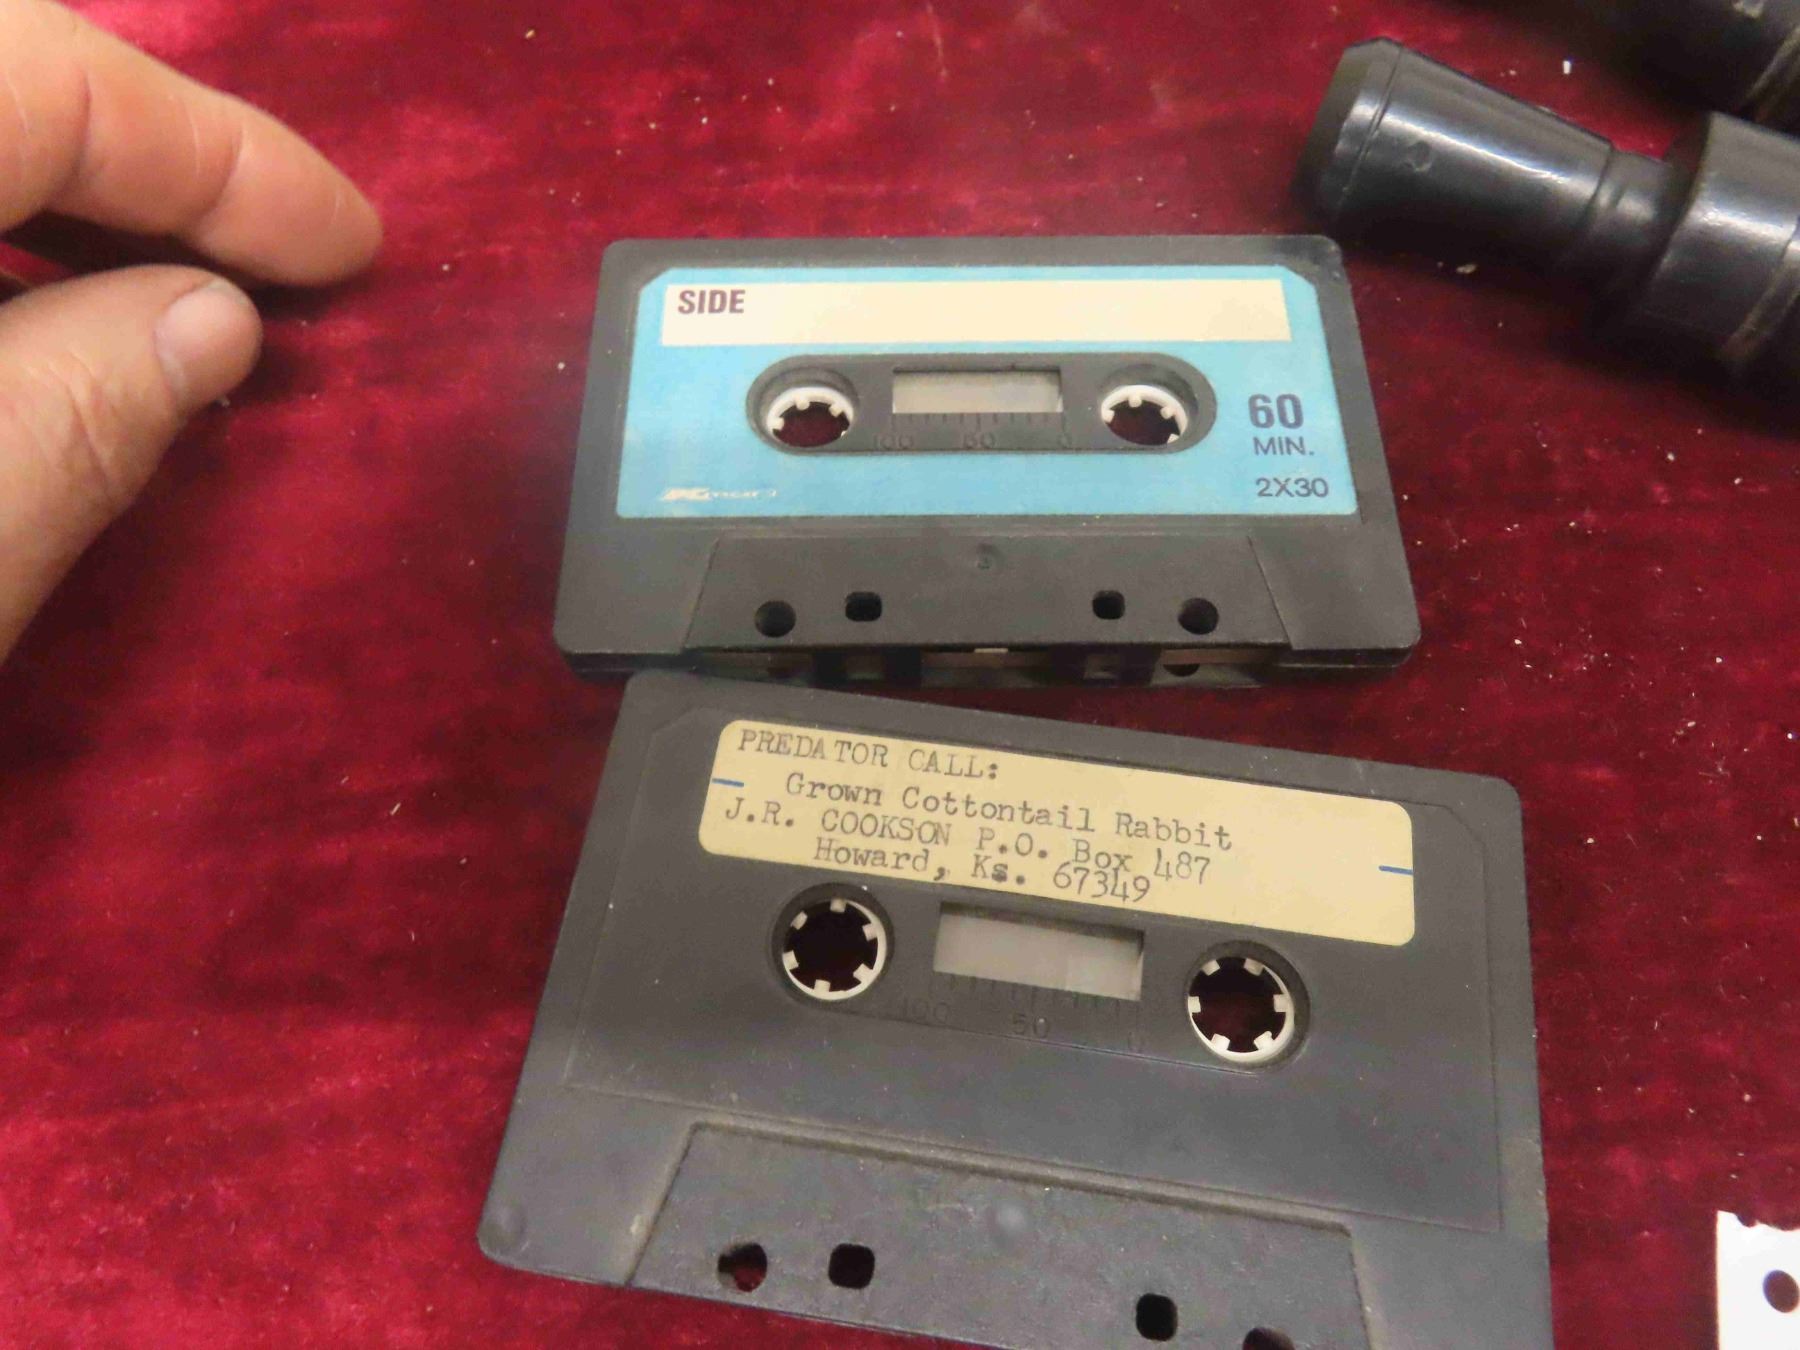 SIDE
100 50 0
60
MIN.
2X30
PREDATOR CALL:
Grown Cottontail Rabbit
J.R. COOKSON P.O. Box 487
Howard, Ks. 67349
100 50 0